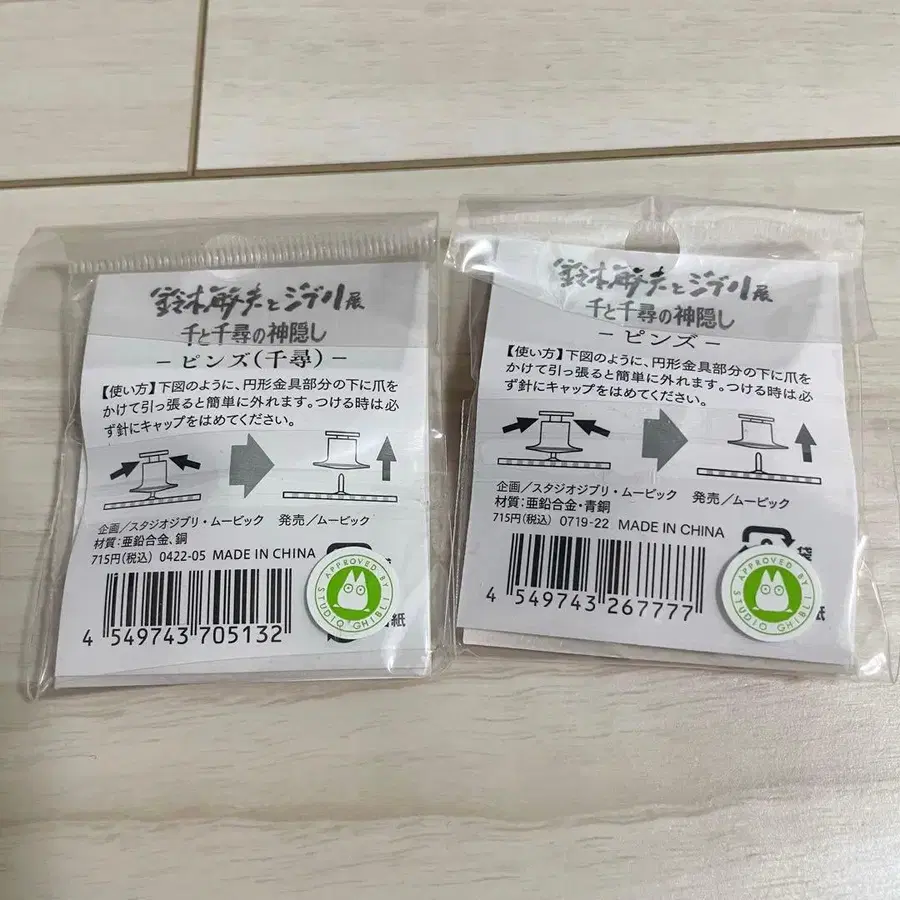 鈴木敏夫とジブリ展
千と千尋の神隠し
－ピンズ(千尋)－
【使い方】下図のように、円形金具部分の下に爪を
かけて引っ張ると簡単に外れます。つける時は必
ず針にキャップをはめてください。
企画／スタジオジブリ・ムービック 発売／ムービック
材質：亜鉛合金、銅
715円(税込) 0422-05 MADE IN CHINA
4 549743 705132
APPROVED BY STUDIO GHIBLI
紙
鈴木敏夫とジブリ展
千と千尋の神隠し
－ピンズ－
【使い方】下図のように、円形金具部分の下に爪を
かけて引っ張ると簡単に外れます。つける時は必
ず針にキャップをはめてください。
企画／スタジオジブリ・ムービック 発売／ムービック
材質：亜鉛合金・青銅
715円(税込) 0719-22 MADE IN CHINA
袋
4 549743 267777
APPROVED BY STUDIO GHIBLI
紙